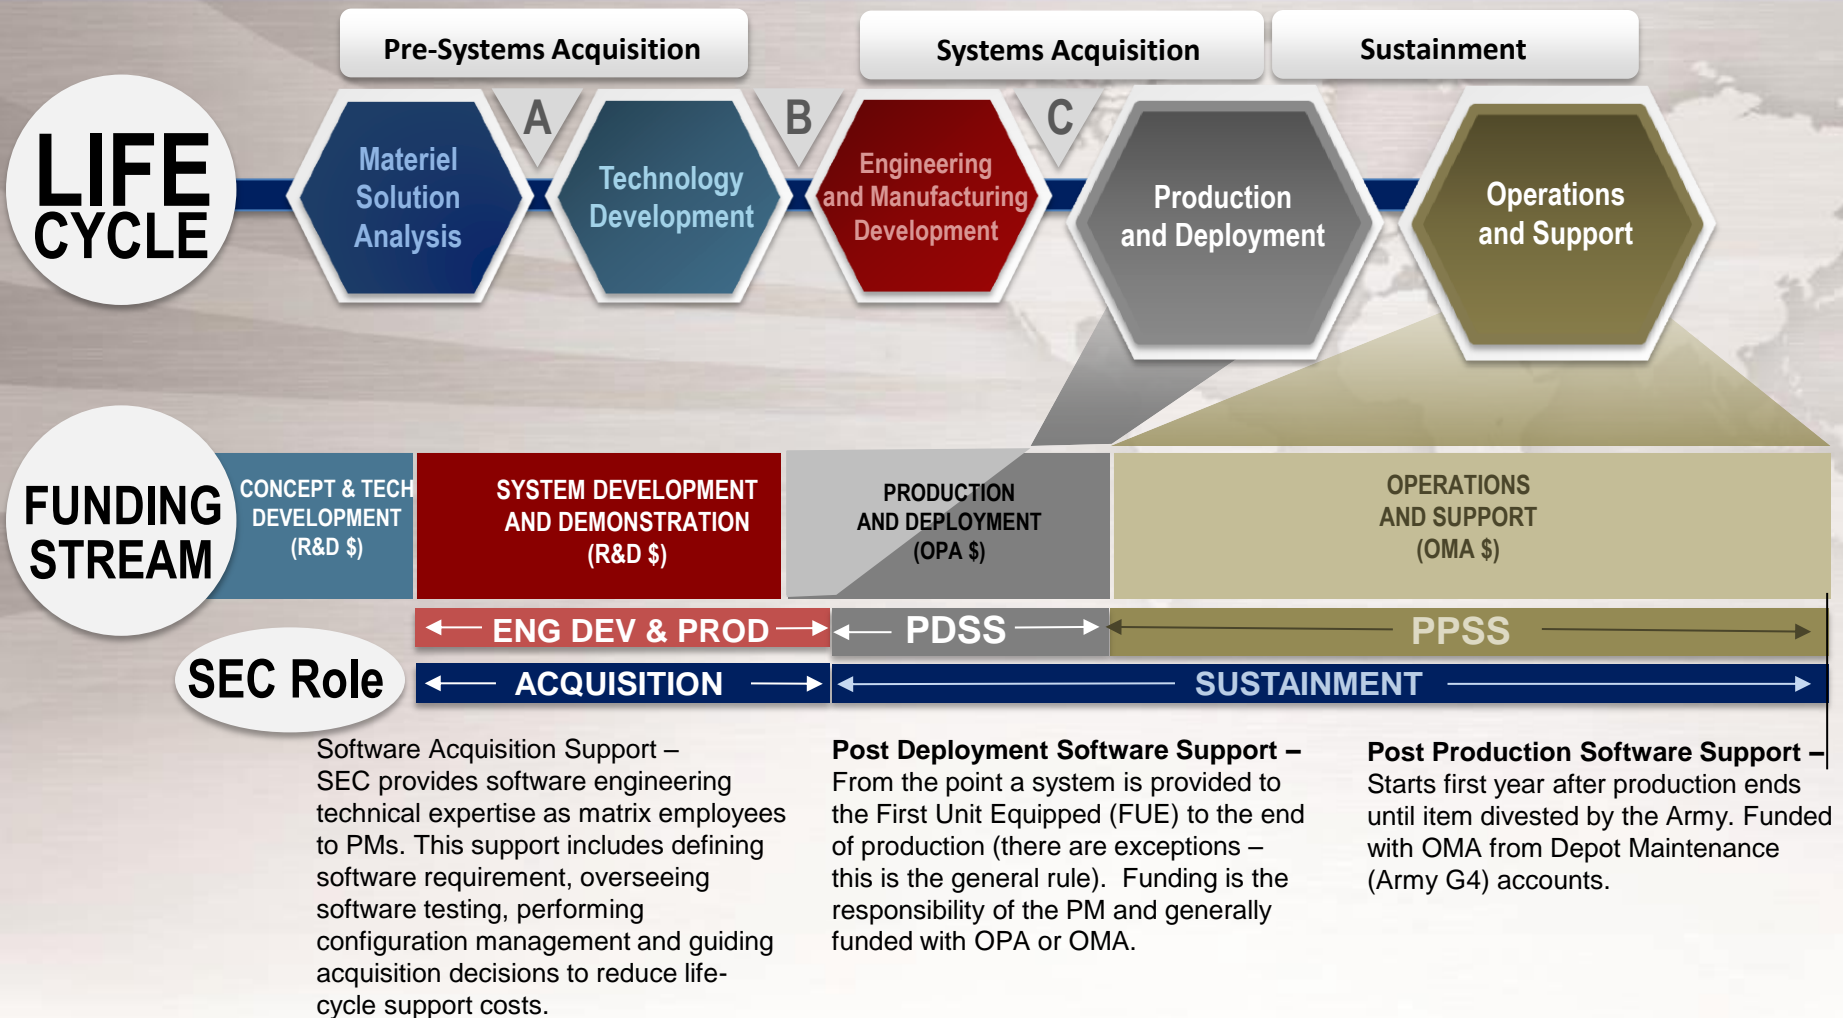 Pre-Systems Acquisition
Systems Acquisition
Sustainment
LIFE
CYCLE
A
B
C
Materiel
Solution
Analysis
Technology
Development
Engineering
and Manufacturing
Development
Production
and Deployment
Operations
and Support
FUNDING
STREAM
CONCEPT & TECH
DEVELOPMENT
(R&D $)
SYSTEM DEVELOPMENT
AND DEMONSTRATION
(R&D $)
PRODUCTION
AND DEPLOYMENT
(OPA $)
OPERATIONS
AND SUPPORT
(OMA $)
ENG DEV & PROD
PDSS
PPSS
SEC Role
ACQUISITION
SUSTAINMENT
Software Acquisition Support –
SEC provides software engineering
technical expertise as matrix employees
to PMs. This support includes defining
software requirement, overseeing
software testing, performing
configuration management and guiding
acquisition decisions to reduce life-
cycle support costs.
Post Deployment Software Support –
From the point a system is provided to
the First Unit Equipped (FUE) to the end
of production (there are exceptions –
this is the general rule).  Funding is the
responsibility of the PM and generally
funded with OPA or OMA.
Post Production Software Support –
Starts first year after production ends
until item divested by the Army. Funded
with OMA from Depot Maintenance
(Army G4) accounts.